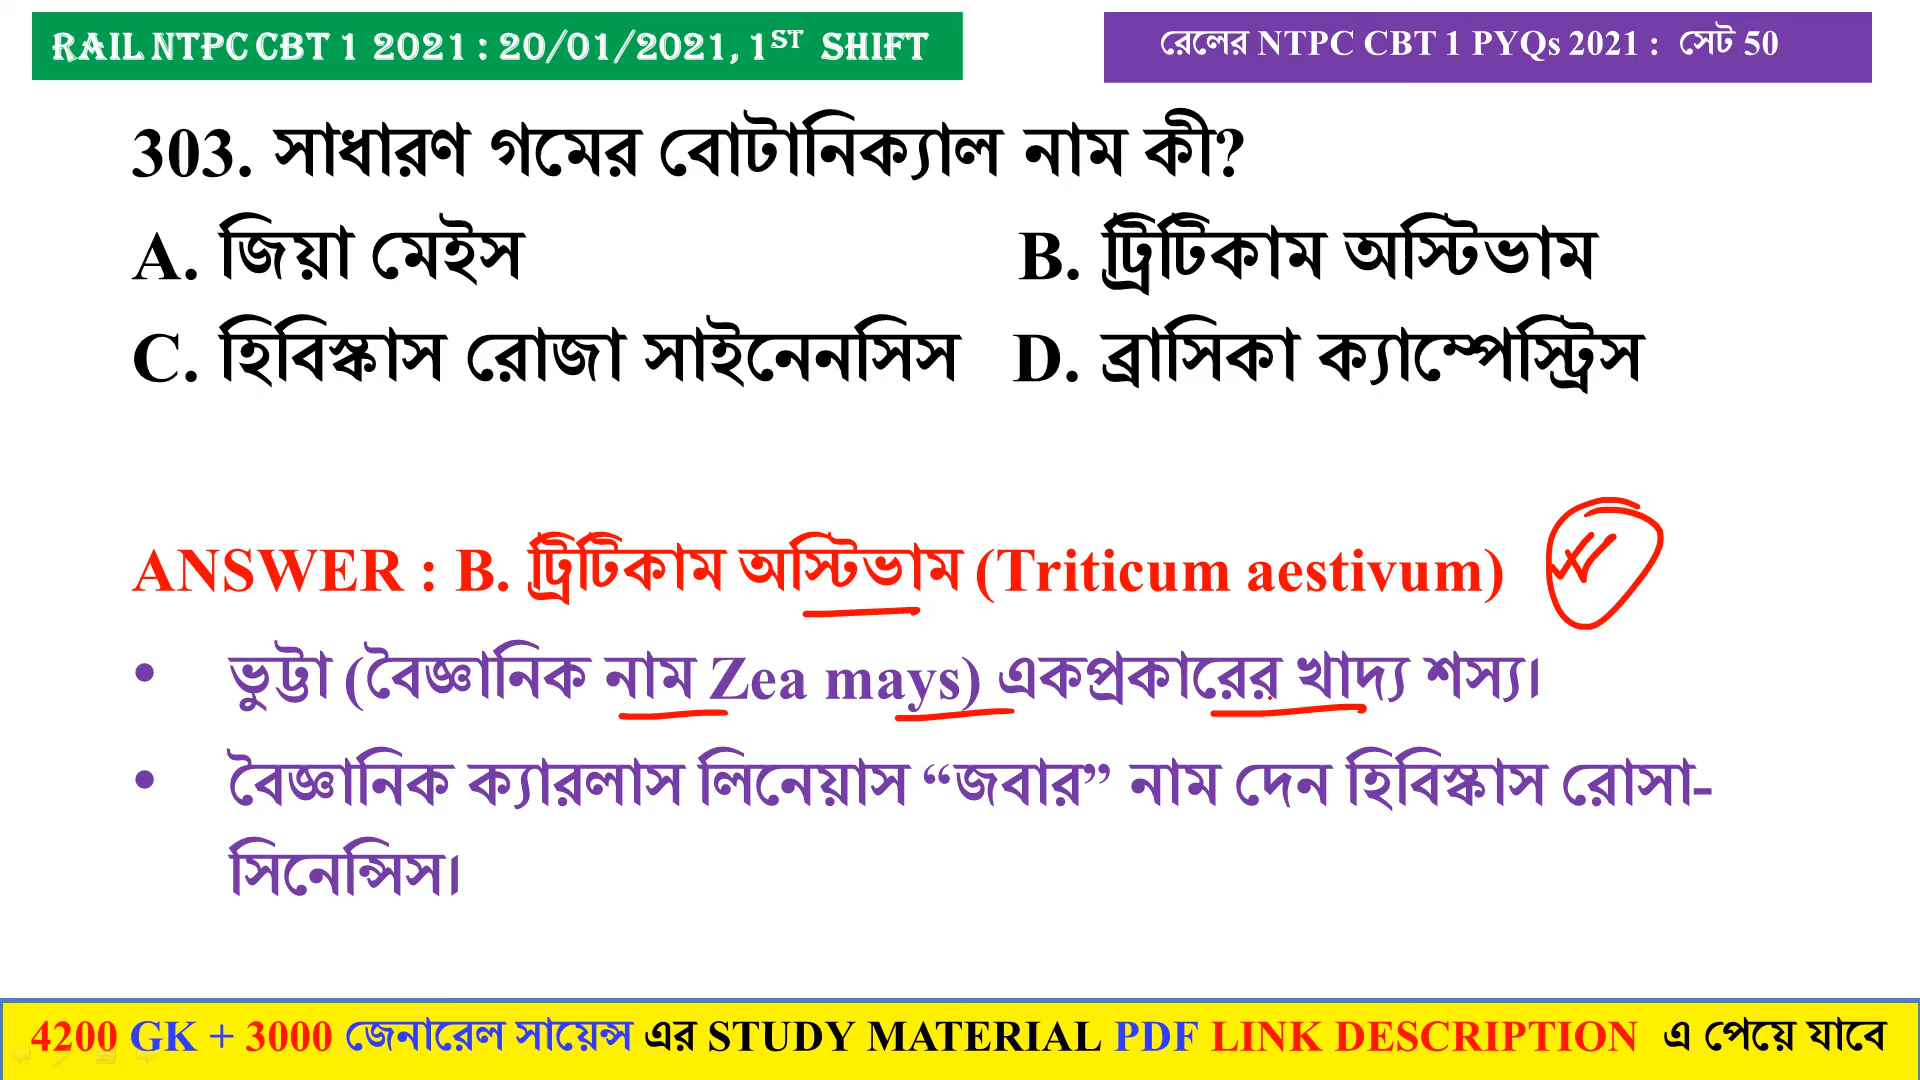 RAIL NTPC CBT 1 2021 : 20/01/2021, 1ST SHIFT
রেলের NTPC CBT 1 PYQs 2021 : সেট 50
303. সাধারণ গমের বোটানিক্যাল নাম কী?
A. জিয়া মেইস B. ট্রিটিকাম অস্টিভাম
C. হিবিস্কাস রোজা সাইনেনসিস D. ব্রাসিকা ক্যাম্পেস্ট্রিস
ANSWER : B. ট্রিটিকাম অস্টিভাম (Triticum aestivum)
• ভুট্টা (বৈজ্ঞানিক নাম Zea mays) একপ্রকারের খাদ্য শস্য।
• বৈজ্ঞানিক ক্যারলাস লিনেয়াস “জবার” নাম দেন হিবিস্কাস রোসা-
সিনেন্সিস।
4200 GK + 3000 জেনারেল সায়েন্স এর STUDY MATERIAL PDF LINK DESCRIPTION এ পেয়ে যাবে